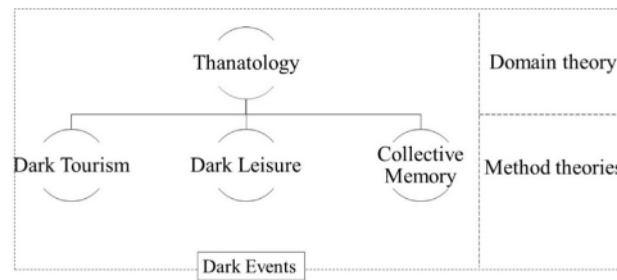 Thanatology
Domain theory
Dark Tourism
Dark Leisure
Collective
Memory
Method theories
Dark Events